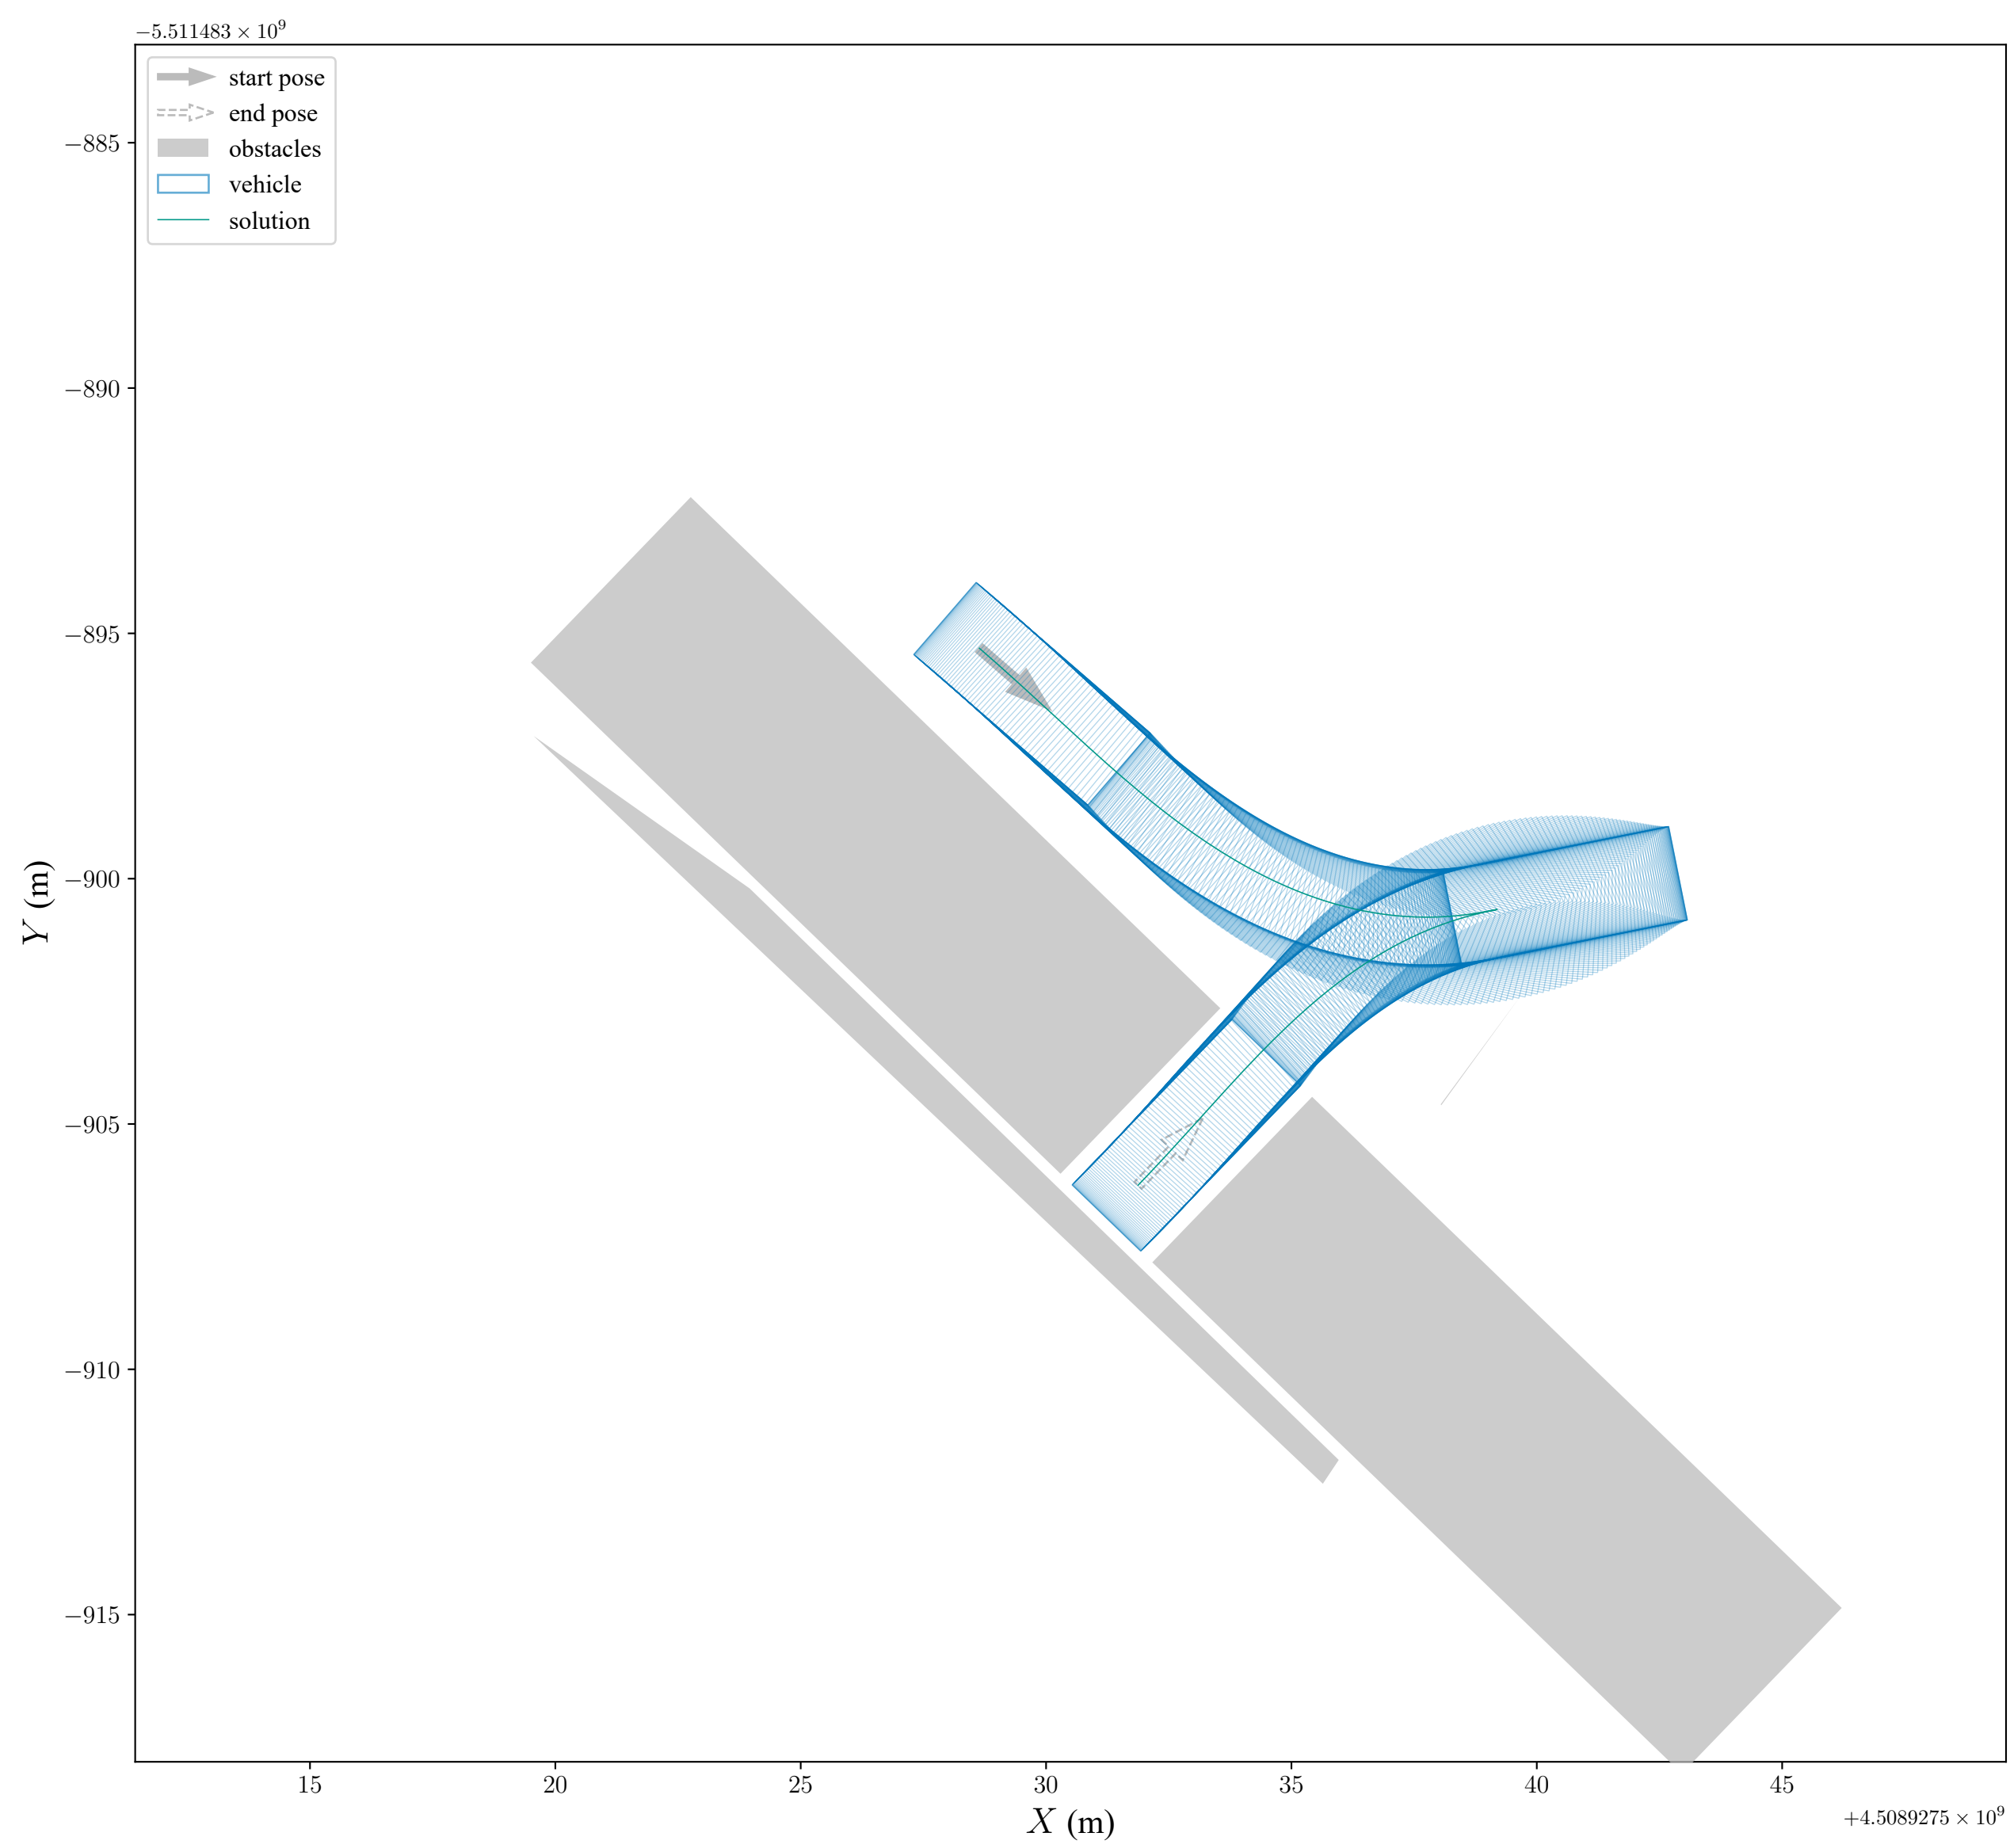 −5.511483 × 10⁹
start pose
end pose
obstacles
vehicle
solution
−885
−890
−895
−900
−905
−910
−915
Y (m)
15 20 25 30 35 40 45
X (m)
+4.5089275 × 10⁹